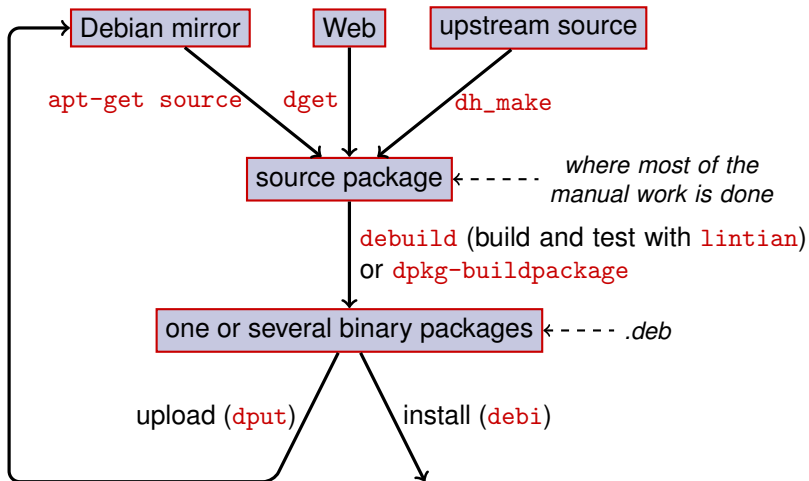 Debian mirror
Web
upstream source
apt-get source
dget
dh_make
source package
where most of the
manual work is done
debuild (build and test with lintian)
or dpkg-buildpackage
one or several binary packages
.deb
upload (dput)
install (debi)